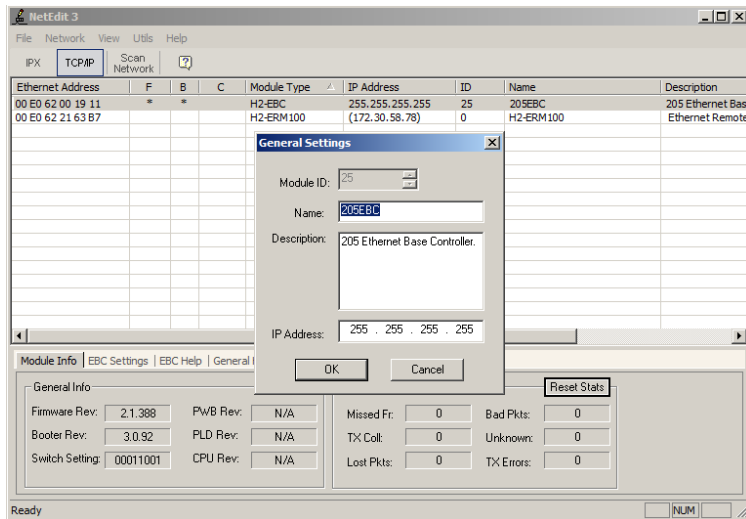 NetEdit 3
File Network View Utils Help
IPX TCP/IP Scan Network
Ethernet Address F B C Module Type IP Address ID Name Description
00 E0 62 00 19 11 * * H2-EBC 255.255.255.255 25 205EBC 205 Ethernet Bas
00 E0 62 21 63 B7 H2-ERM100 (172.30.58.78) 0 H2-ERM100 Ethernet Remote
General Settings
Module ID: 25
Name: 205EBC
Description: 205 Ethernet Base Controller.
IP Address: 255 . 255 . 255 . 255
OK Cancel
Module Info EBC Settings EBC Help General
General Info Reset Stats
Firmware Rev: 2.1.388 PWB Rev: N/A Missed Fr: 0 Bad Pkts: 0
Booter Rev: 3.0.92 PLD Rev: N/A TX Coll: 0 Unknown: 0
Switch Setting: 00011001 CPU Rev: N/A Lost Pkts: 0 TX Errors: 0
Ready NUM